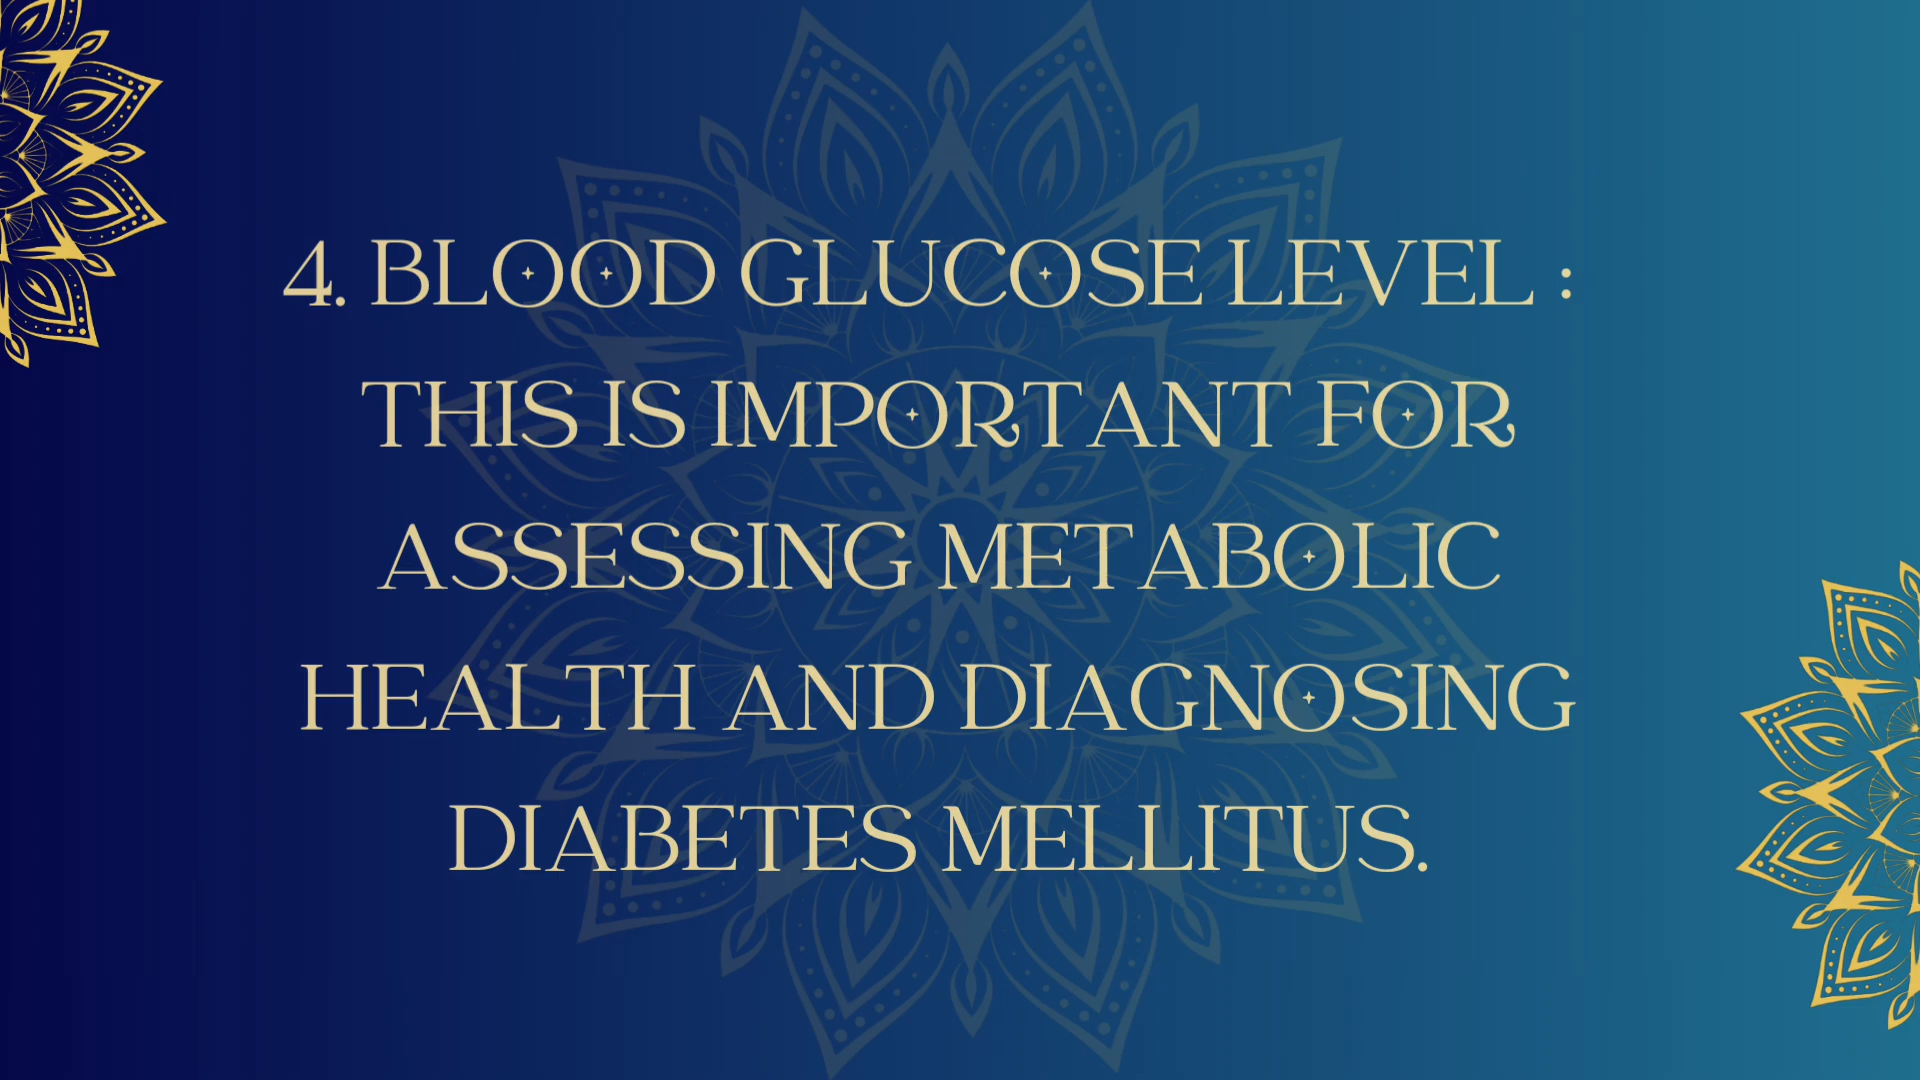 4. BLOOD GLUCOSE LEVEL :
THIS IS IMPORTANT FOR
ASSESSING METABOLIC
HEALTH AND DIAGNOSING
DIABETES MELLITUS.